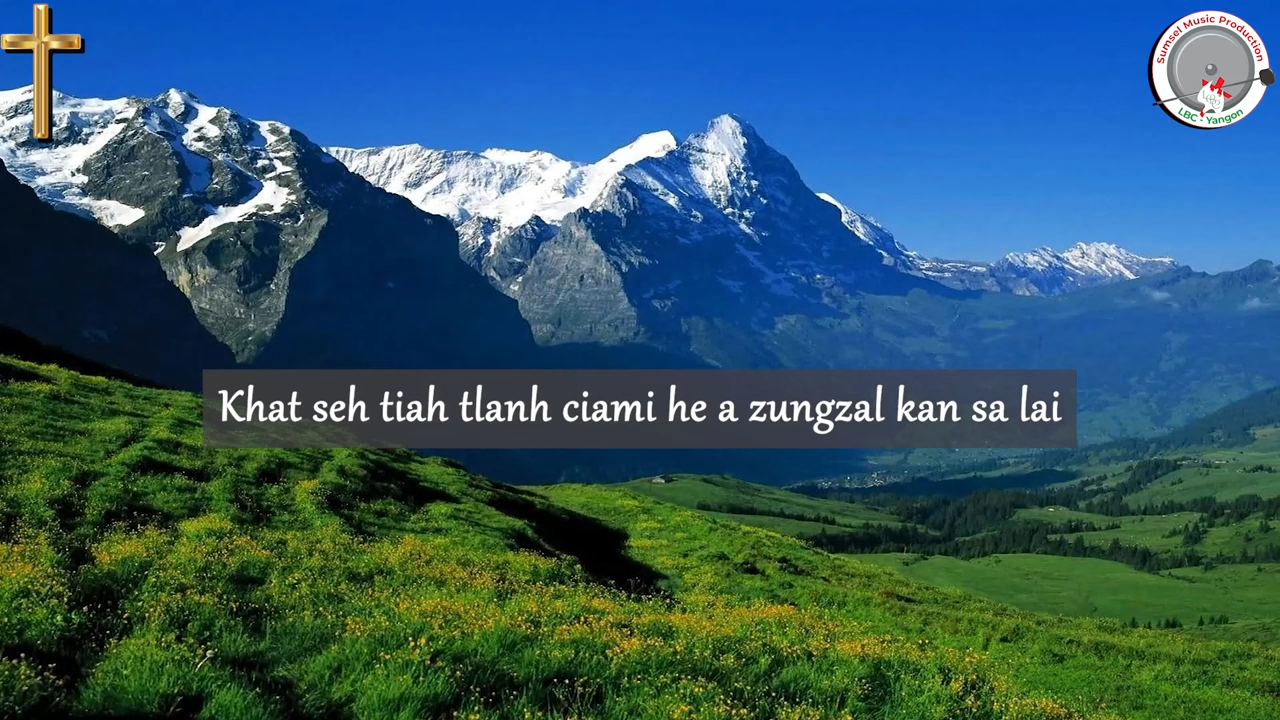 Sumsel Music Production
LBC - Yangon
Khat seh tiah tlanh ciami he a zungzal kan sa lai